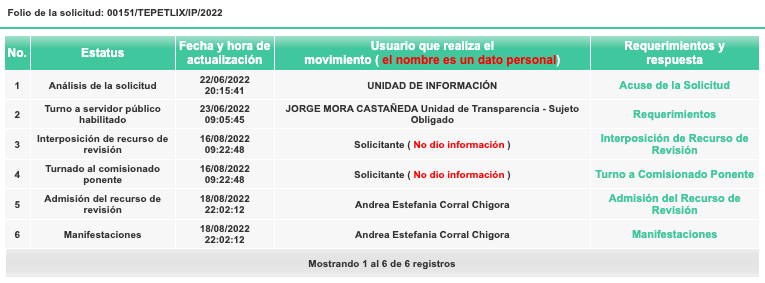 Folio de la solicitud: 00151/TEPETLIX/IP/2022
No. Estatus Fecha y hora de actualización Usuario que realiza el movimiento ( el nombre es un dato personal) Requerimientos y respuesta
1 Análisis de la solicitud 22/06/2022 20:15:41 UNIDAD DE INFORMACIÓN Acuse de la Solicitud
2 Turno a servidor público habilitado 23/06/2022 09:05:45 JORGE MORA CASTAÑEDA Unidad de Transparencia - Sujeto Obligado Requerimientos
3 Interposición de recurso de revisión 16/08/2022 09:22:48 Solicitante ( No dio información ) Interposición de Recurso de Revisión
4 Turnado al comisionado ponente 16/08/2022 09:22:48 Solicitante ( No dio información ) Turno a Comisionado Ponente
5 Admisión del recurso de revisión 18/08/2022 22:02:12 Andrea Estefania Corral Chigora Admisión del Recurso de Revisión
6 Manifestaciones 18/08/2022 22:02:12 Andrea Estefania Corral Chigora Manifestaciones
Mostrando 1 al 6 de 6 registros